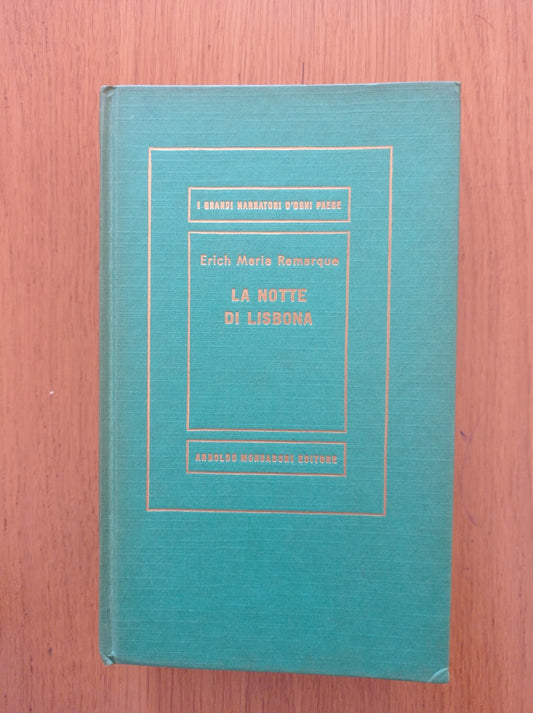 I GRANDI NARRATORI D'OGNI PAESE
Erich Maria Remarque
LA NOTTE
DI LISBONA
ARNOLDO MONDADORI EDITORE